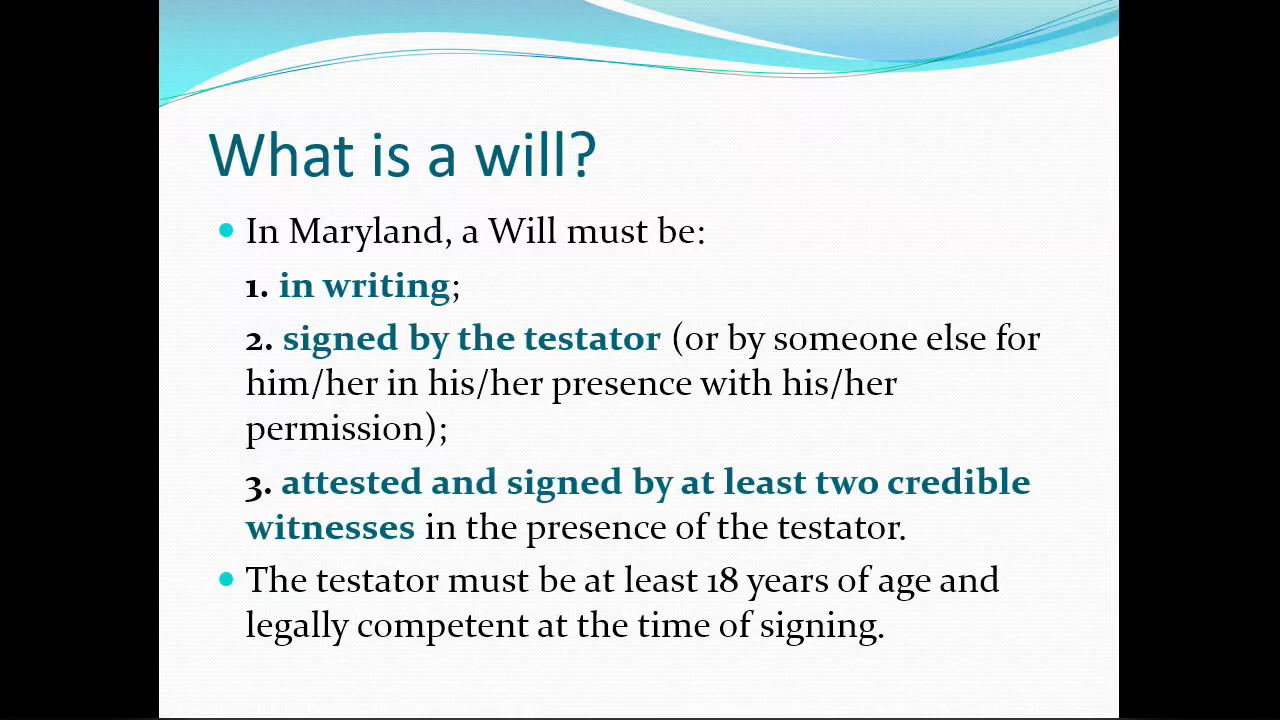 What is a will?
• In Maryland, a Will must be:
1. in writing;
2. signed by the testator (or by someone else for
him/her in his/her presence with his/her
permission);
3. attested and signed by at least two credible
witnesses in the presence of the testator.
• The testator must be at least 18 years of age and
legally competent at the time of signing.